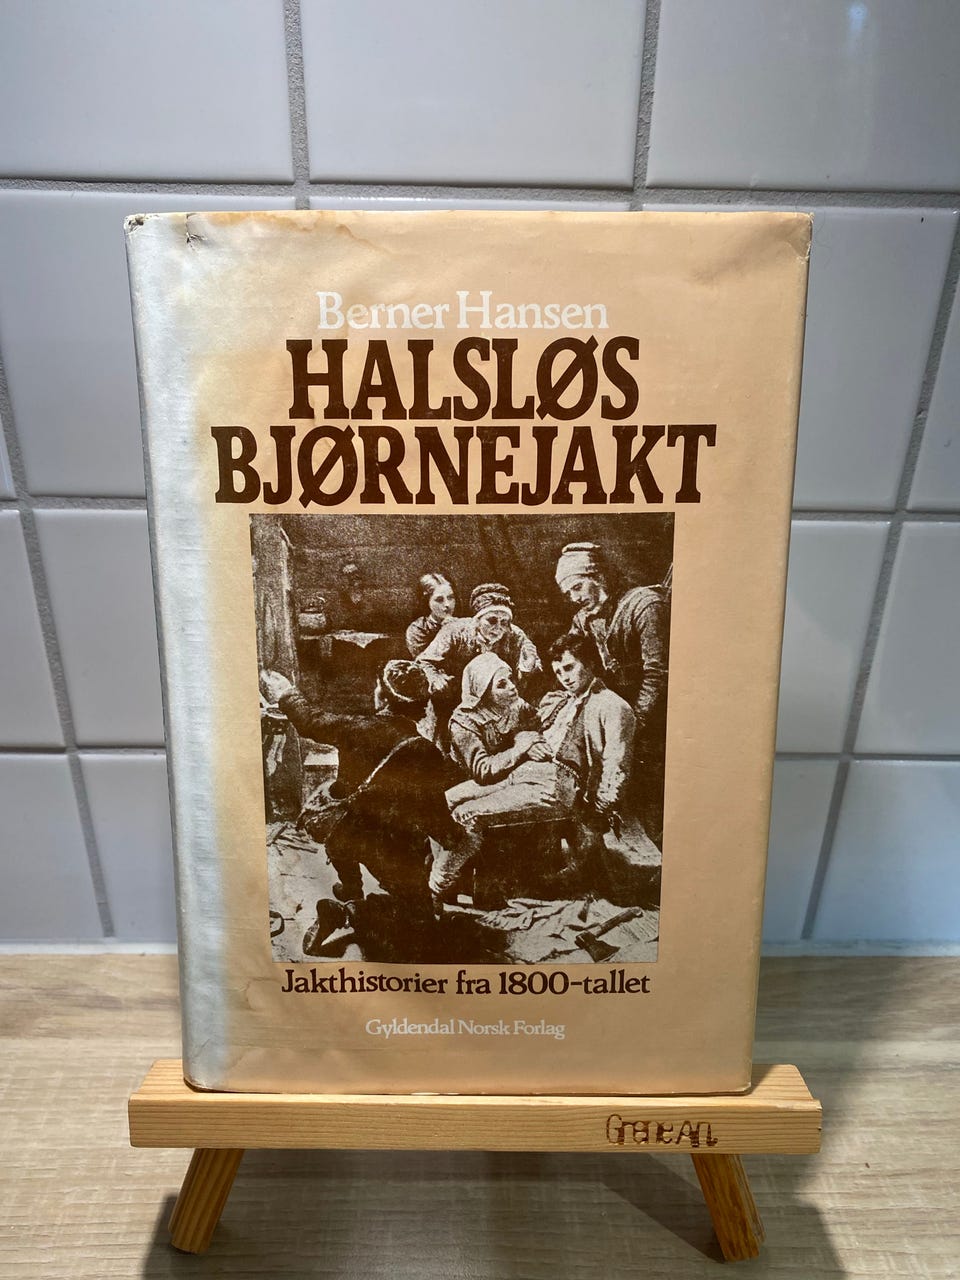 Berner Hansen
HALSLØS
BJØRNEJAKT
Jakthistorier fra 1800-tallet
Gyldendal Norsk Forlag